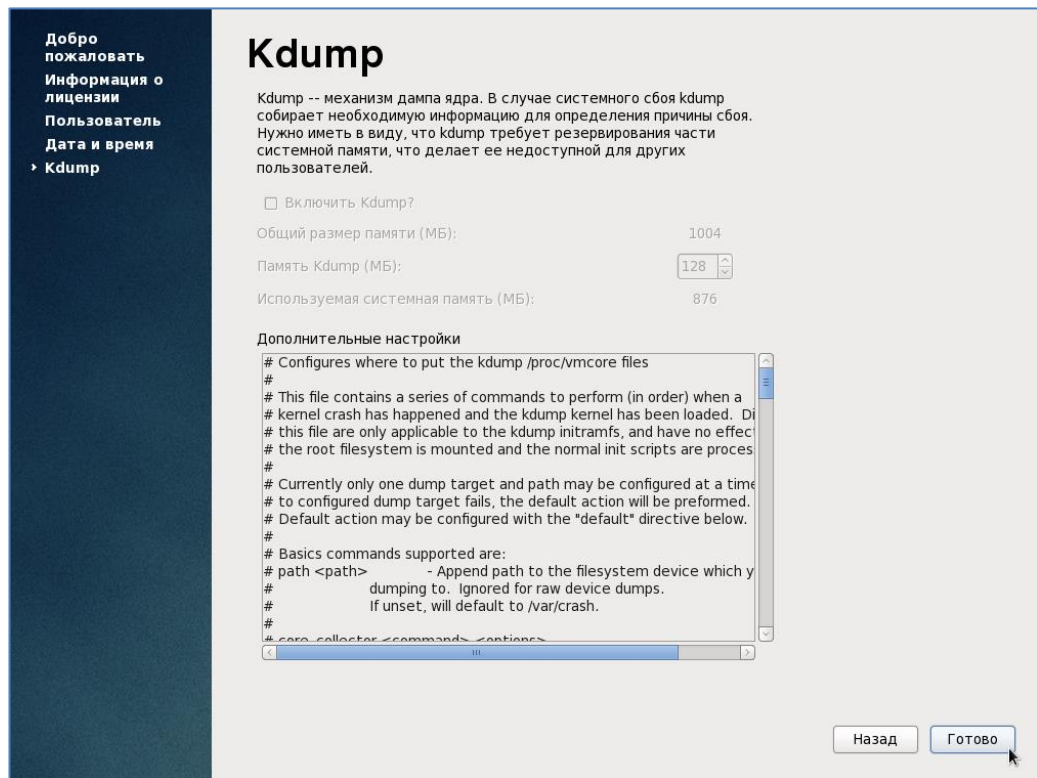 Добро
пожаловать
Информация о
лицензии
Пользователь
Дата и время
Kdump
Kdump
Kdump -- механизм дампа ядра. В случае системного сбоя kdump
собирает необходимую информацию для определения причины сбоя.
Нужно иметь в виду, что kdump требует резервирования части
системной памяти, что делает ее недоступной для других
пользователей.
Включить Kdump?
Общий размер памяти (МБ): 1004
Память Kdump (МБ): 128
Используемая системная память (МБ): 876
Дополнительные настройки
# Configures where to put the kdump /proc/vmcore files
#
# This file contains a series of commands to perform (in order) when a
# kernel crash has happened and the kdump kernel has been loaded. Di
# this file are only applicable to the kdump initramfs, and have no effect
# the root filesystem is mounted and the normal init scripts are proces
#
# Currently only one dump target and path may be configured at a time
# to configured dump target fails, the default action will be preformed.
# Default action may be configured with the "default" directive below.
#
# Basics commands supported are:
# path <path> - Append path to the filesystem device which y
# dumping to. Ignored for raw device dumps.
# If unset, will default to /var/crash.
#
# core_collector <command> <options>
Назад
Готово